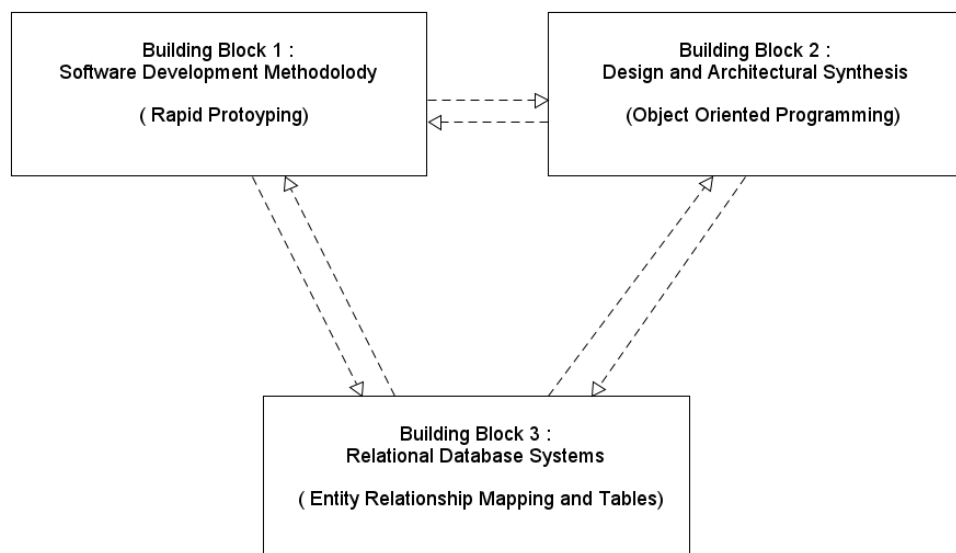 Building Block 1 :
Software Development Methodolody
( Rapid Protoyping)
Building Block 2 :
Design and Architectural Synthesis
(Object Oriented Programming)
Building Block 3 :
Relational Database Systems
( Entity Relationship Mapping and Tables)